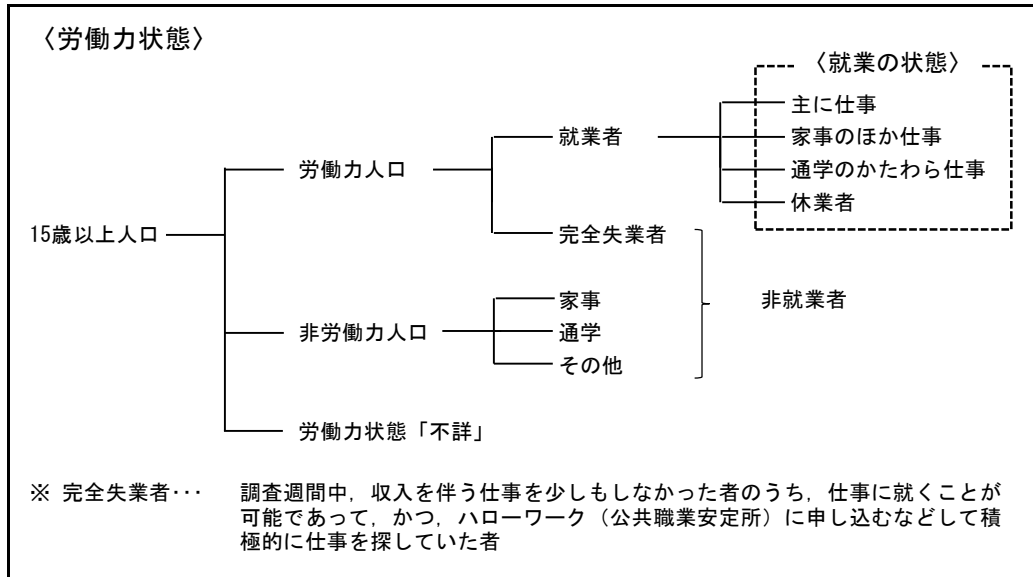 〈労働力状態〉
〈就業の状態〉
主に仕事
就業者
家事のほか仕事
労働力人口
通学のかたわら仕事
休業者
15歳以上人口
完全失業者
家事
非就業者
非労働力人口
通学
その他
労働力状態「不詳」
※ 完全失業者･･･ 調査週間中，収入を伴う仕事を少しもしなかった者のうち，仕事に就くことが
可能であって，かつ，ハローワーク（公共職業安定所）に申し込むなどして積
極的に仕事を探していた者